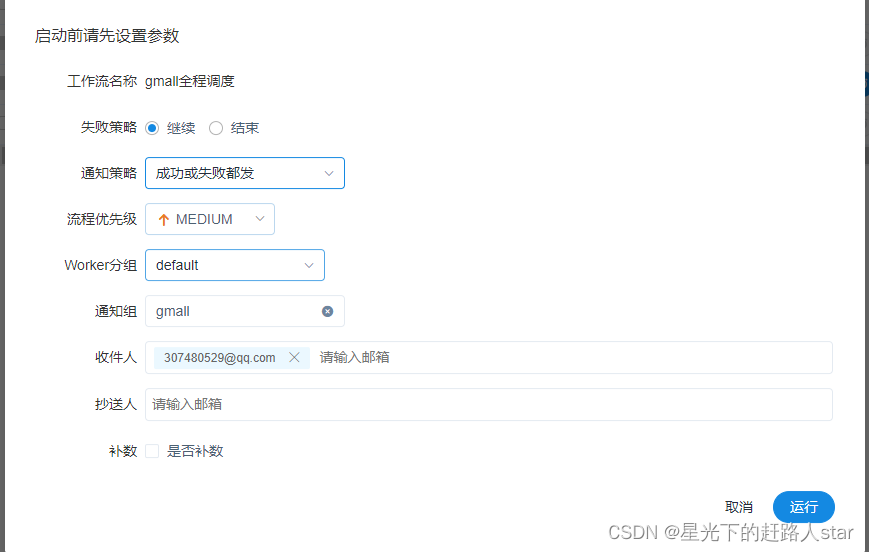 启动前请先设置参数
工作流名称 gmall全程调度
失败策略 继续 结束
通知策略 成功或失败都发
流程优先级 MEDIUM
Worker分组 default
通知组 gmall
收件人 307480529@qq.com 请输入邮箱
抄送人 请输入邮箱
补数 是否补数
取消 运行
CSDN @星光下的赶路人star